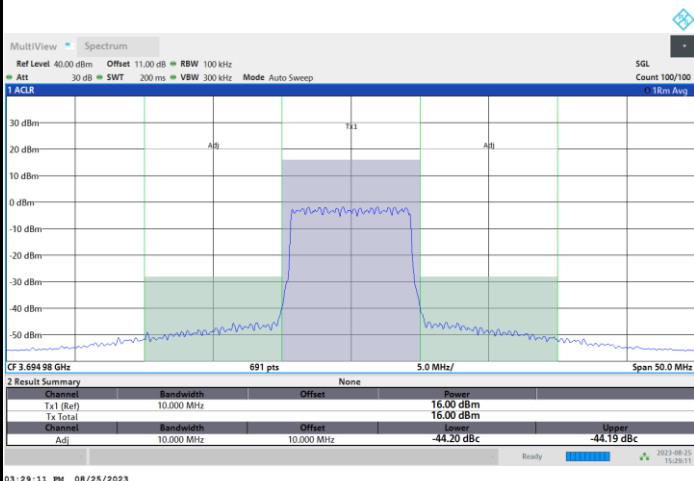 MultiView Spectrum
Ref Level 40.00 dBm Offset 11.00 dB RBW 100 kHz SGL
Att 30 dB SWT 200 ms VBW 300 kHz Mode Auto Sweep Count 100/100
1 ACLR 1Rm Avg
30 dBm
Tx1
20 dBm
Adj Adj
10 dBm
0 dBm
-10 dBm
-20 dBm
-30 dBm
-40 dBm
-50 dBm
CF 3.694 98 GHz 691 pts 5.0 MHz/ Span 50.0 MHz
2 Result Summary None
Channel Bandwidth Offset Power
Tx1 (Ref) 10.000 MHz 16.00 dBm
Tx Total 16.00 dBm
Channel Bandwidth Offset Lower Upper
Adj 10.000 MHz 10.000 MHz -44.20 dBc -44.19 dBc
Ready 2023-08-25
15:29:11
03:29:11 PM 08/25/2023